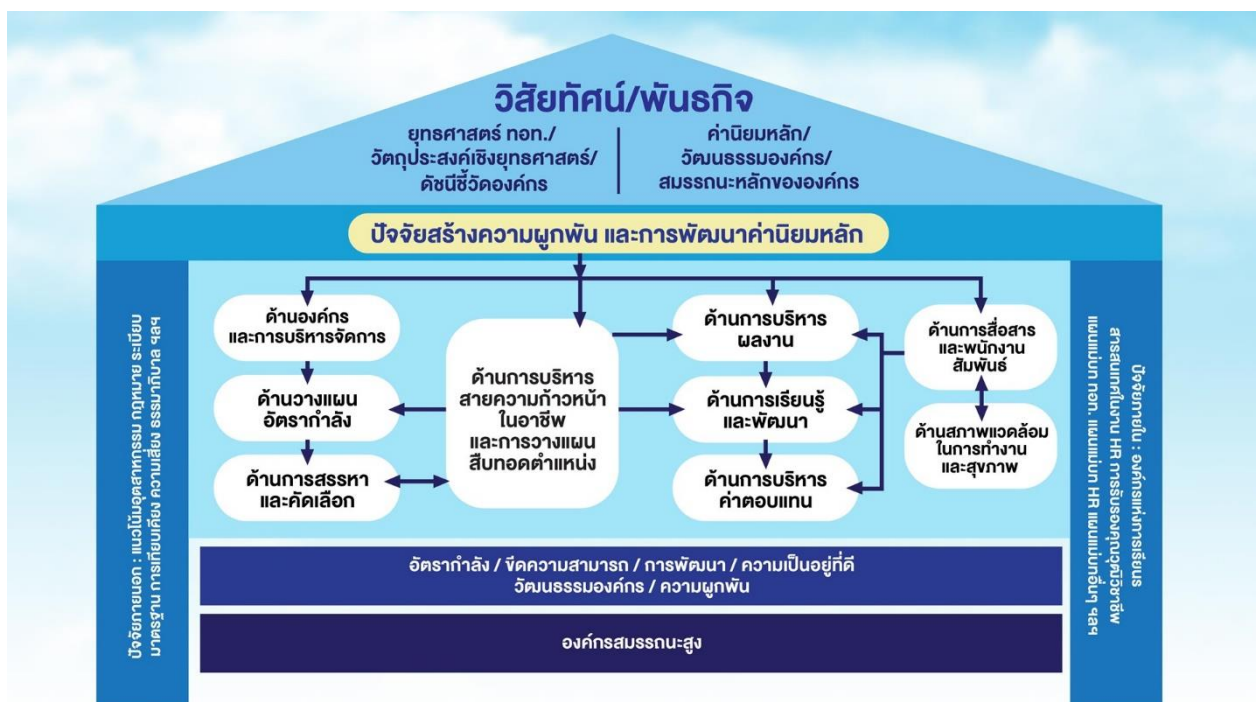 วิสัยทัศน์/พันธกิจ
ยุทธศาสตร์ ทอท./
วัตถุประสงค์เชิงยุทธศาสตร์/
ดัชนีชี้วัดองค์กร
ค่านิยมหลัก/
วัฒนธรรมองค์กร/
สมรรถนะหลักขององค์กร
ปัจจัยสร้างความผูกพัน และการพัฒนาค่านิยมหลัก
ปัจจัยภายนอก : แนวโน้มอุตสาหกรรม กฎหมาย ระเบียบ
มาตรฐาน การเทียบเคียง ความเสี่ยง ธรรมาภิบาล ฯลฯ
ด้านองค์กร
และการบริหารจัดการ
ด้านวางแผน
อัตรากำลัง
ด้านการสรรหา
และคัดเลือก
ด้านการบริหาร
สายความก้าวหน้า
ในอาชีพ
และการวางแผน
สืบทอดตำแหน่ง
ด้านการบริหาร
ผลงาน
ด้านการเรียนรู้
และพัฒนา
ด้านการบริหาร
ค่าตอบแทน
ด้านการสื่อสาร
และพนักงาน
สัมพันธ์
ด้านสภาพแวดล้อม
ในการทำงาน
และสุขภาพ
ปัจจัยภายใน : องค์กรแห่งการเรียนร
สารสนเทศในงาน HR การรับรองคุณวุฒิวิชาชีพ
แผนแม่บท ทอท. แผนแม่บท HR แผนแม่บทอื่นๆ ฯลฯ
อัตรากำลัง / ขีดความสามารถ / การพัฒนา / ความเป็นอยู่ที่ดี
วัฒนธรรมองค์กร / ความผูกพัน
องค์กรสมรรถนะสูง